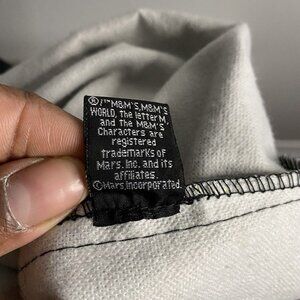 ®/™M&M'S, M&M'S
WORLD, the letter M
and the M&M'S
Characters are
registered
trademarks of
Mars, Inc. and its
affiliates.
©Mars, Incorporated.